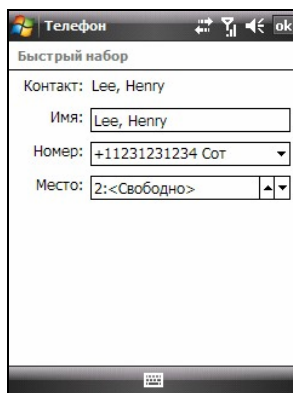 Телефон ok
Быстрый набор
Контакт: Lee, Henry
Имя: Lee, Henry
Номер: +11231231234 Сот
Место: 2:<Свободно>